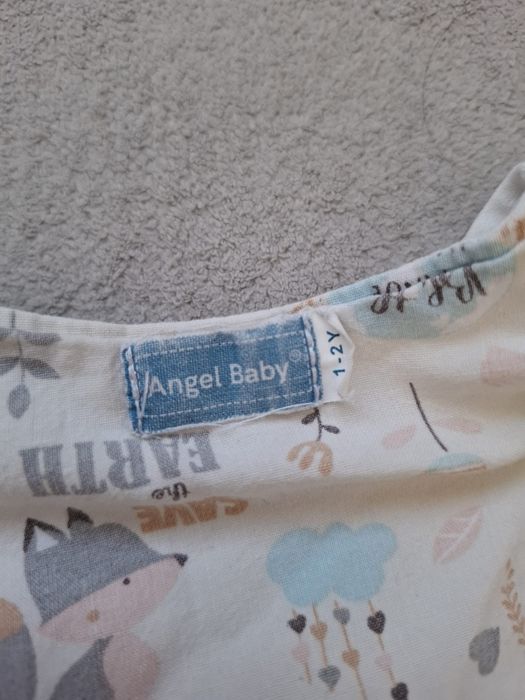 Angel Baby®
1-2Y
SAVE
the
EARTH